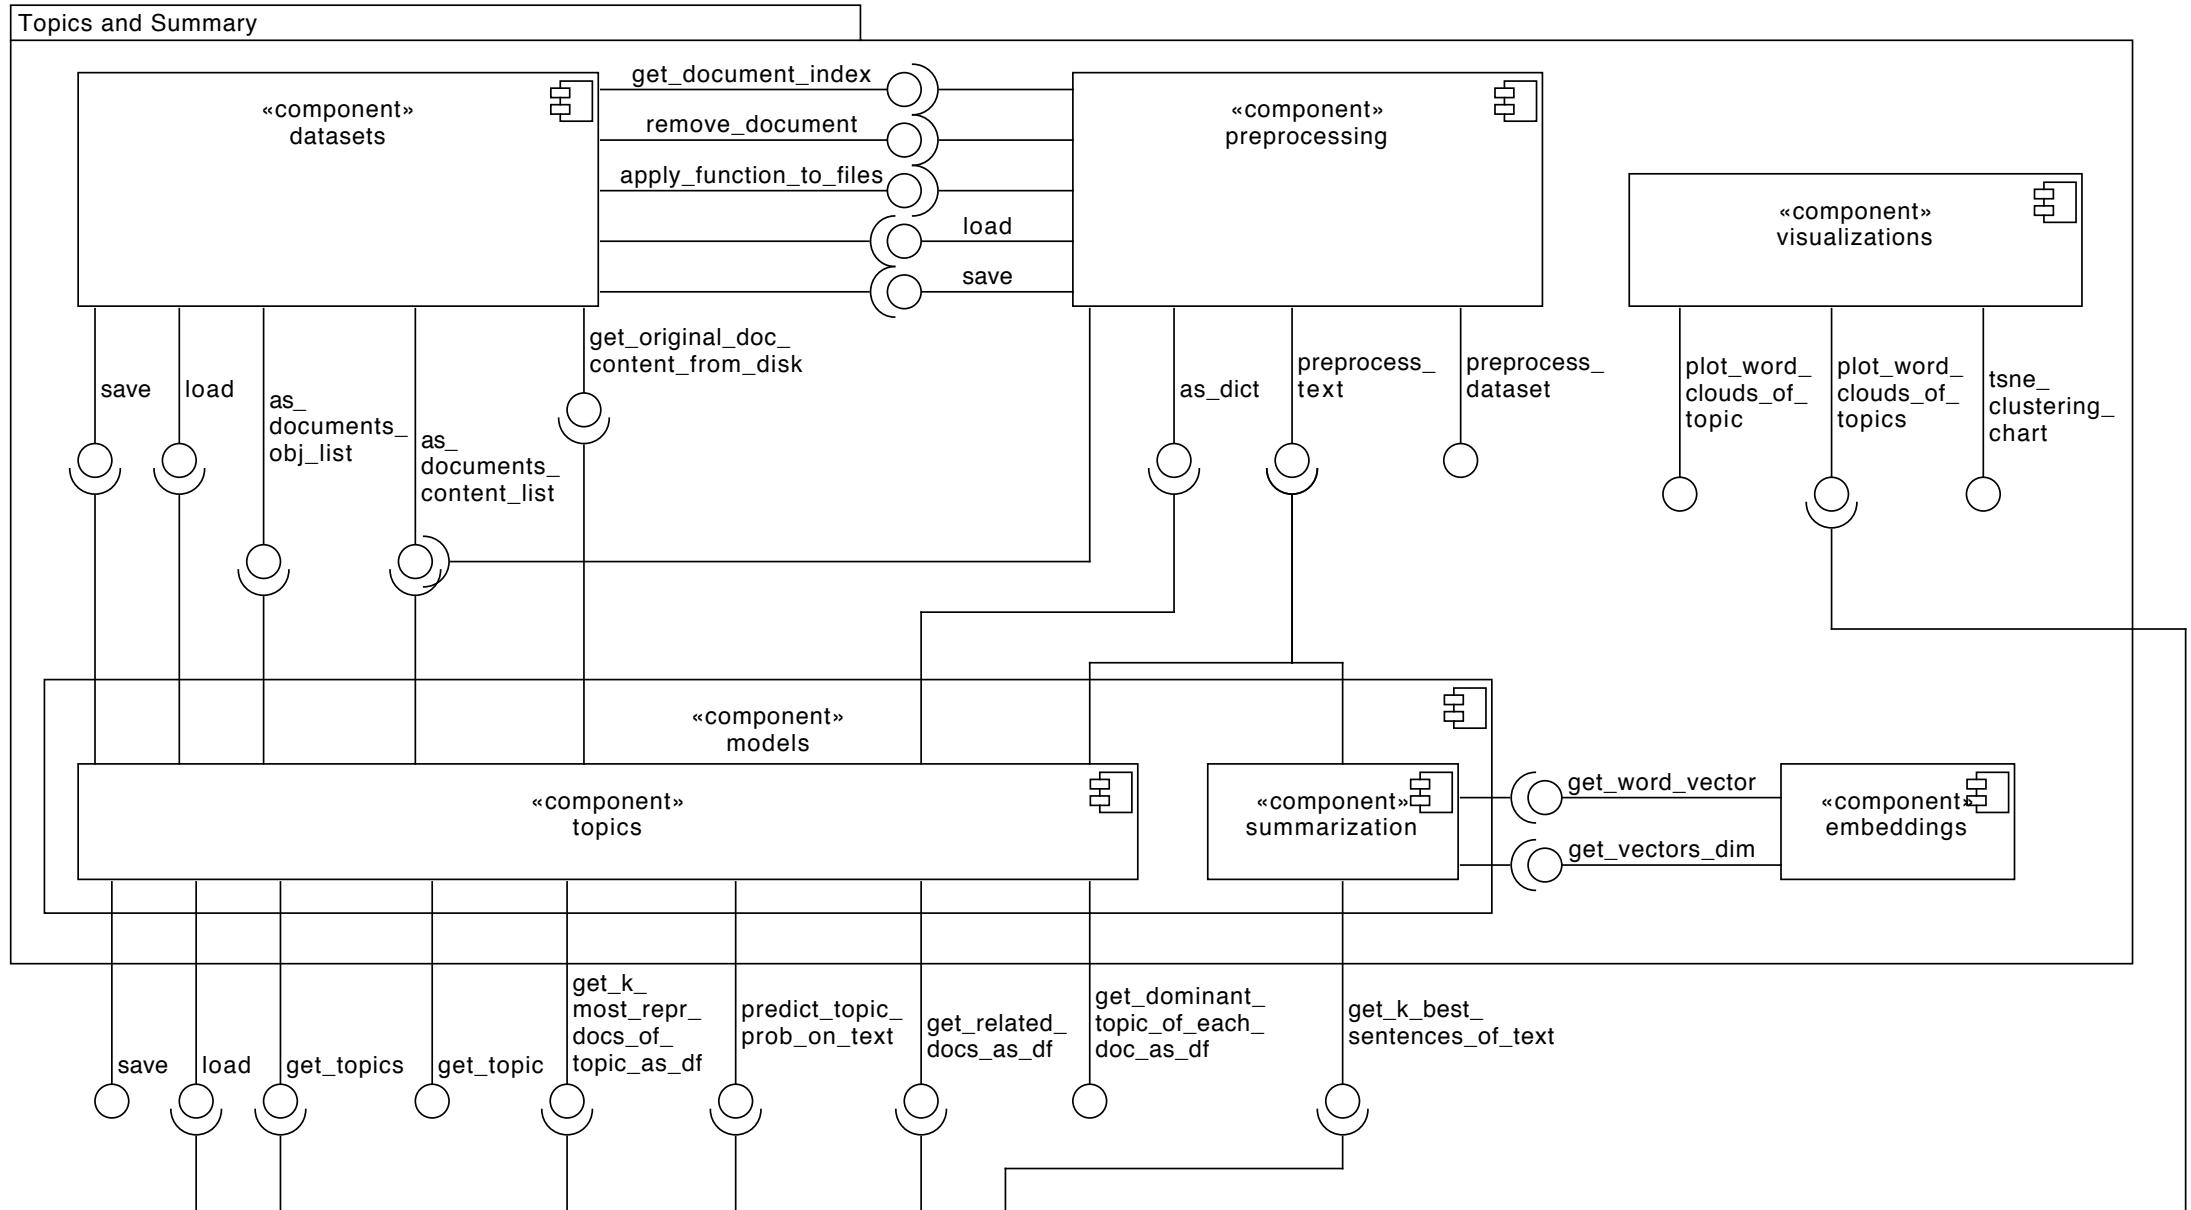 Topics and Summary
«component»
datasets
get_document_index
remove_document
apply_function_to_files
load
save
«component»
preprocessing
«component»
visualizations
save
load
as_
documents_
obj_list
as_
documents_
content_list
get_original_doc_
content_from_disk
as_dict
preprocess_
text
preprocess_
dataset
plot_word_
clouds_of_
topic
plot_word_
clouds_of_
topics
tsne_
clustering_
chart
«component»
models
«component»
topics
«component»
summarization
get_word_vector
get_vectors_dim
«component»
embeddings
save
load
get_topics
get_topic
get_k_
most_repr_
docs_of_
topic_as_df
predict_topic_
prob_on_text
get_related_
docs_as_df
get_dominant_
topic_of_each_
doc_as_df
get_k_best_
sentences_of_text